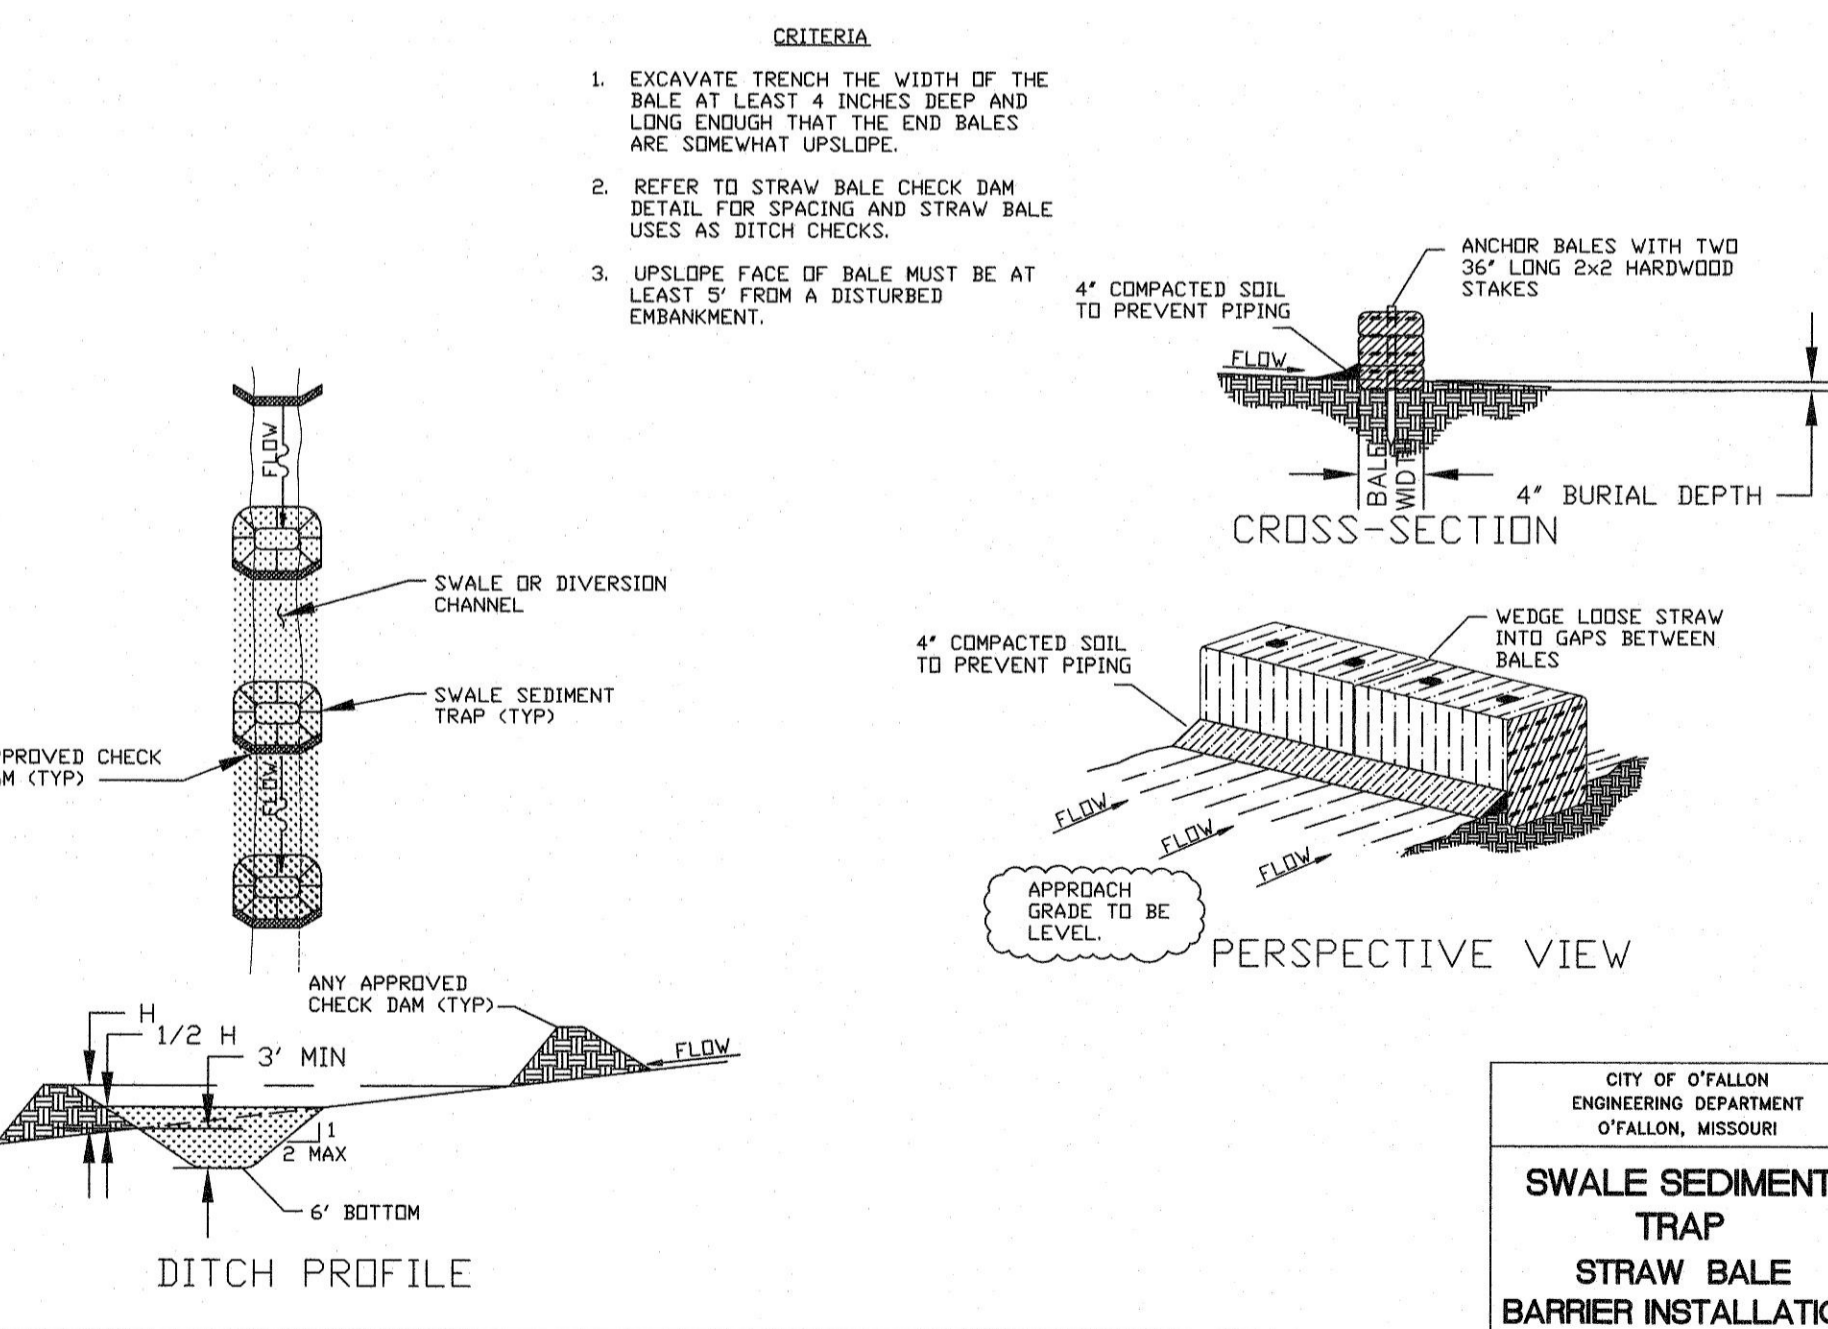 CRITERIA
1. EXCAVATE TRENCH THE WIDTH OF THE
BALE AT LEAST 4 INCHES DEEP AND
LONG ENOUGH THAT THE END BALES
ARE SOMEWHAT UPSLOPE.
2. REFER TO STRAW BALE CHECK DAM
DETAIL FOR SPACING AND STRAW BALE
USES AS DITCH CHECKS.
3. UPSLOPE FACE OF BALE MUST BE AT
LEAST 5' FROM A DISTURBED
EMBANKMENT.
FLOW
SWALE OR DIVERSION
CHANNEL
SWALE SEDIMENT
TRAP (TYP)
PPROVED CHECK
M (TYP)
FLOW
ANY APPROVED
CHECK DAM (TYP)
H
1/2 H
3' MIN
FLOW
1
2 MAX
6' BOTTOM
DITCH PROFILE
ANCHOR BALES WITH TWO
36" LONG 2x2 HARDWOOD
STAKES
4" COMPACTED SOIL
TO PREVENT PIPING
FLOW
BALE
WIDTH
4" BURIAL DEPTH
CROSS-SECTION
WEDGE LOOSE STRAW
INTO GAPS BETWEEN
BALES
4" COMPACTED SOIL
TO PREVENT PIPING
FLOW
FLOW
FLOW
APPROACH
GRADE TO BE
LEVEL.
PERSPECTIVE VIEW
CITY OF O'FALLON
ENGINEERING DEPARTMENT
O'FALLON, MISSOURI
SWALE SEDIMENT
TRAP
STRAW BALE
BARRIER INSTALLATIO